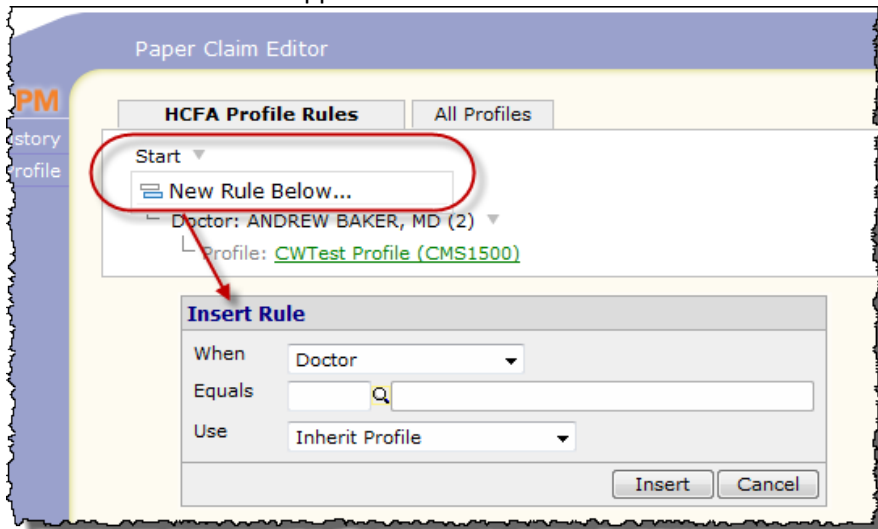 Paper Claim Editor
PM
HCFA Profile Rules All Profiles
story
Start
rofile
New Rule Below...
Doctor: ANDREW BAKER, MD (2)
Profile: CWTest Profile (CMS1500)
Insert Rule
When Doctor
Equals
Use Inherit Profile
Insert Cancel